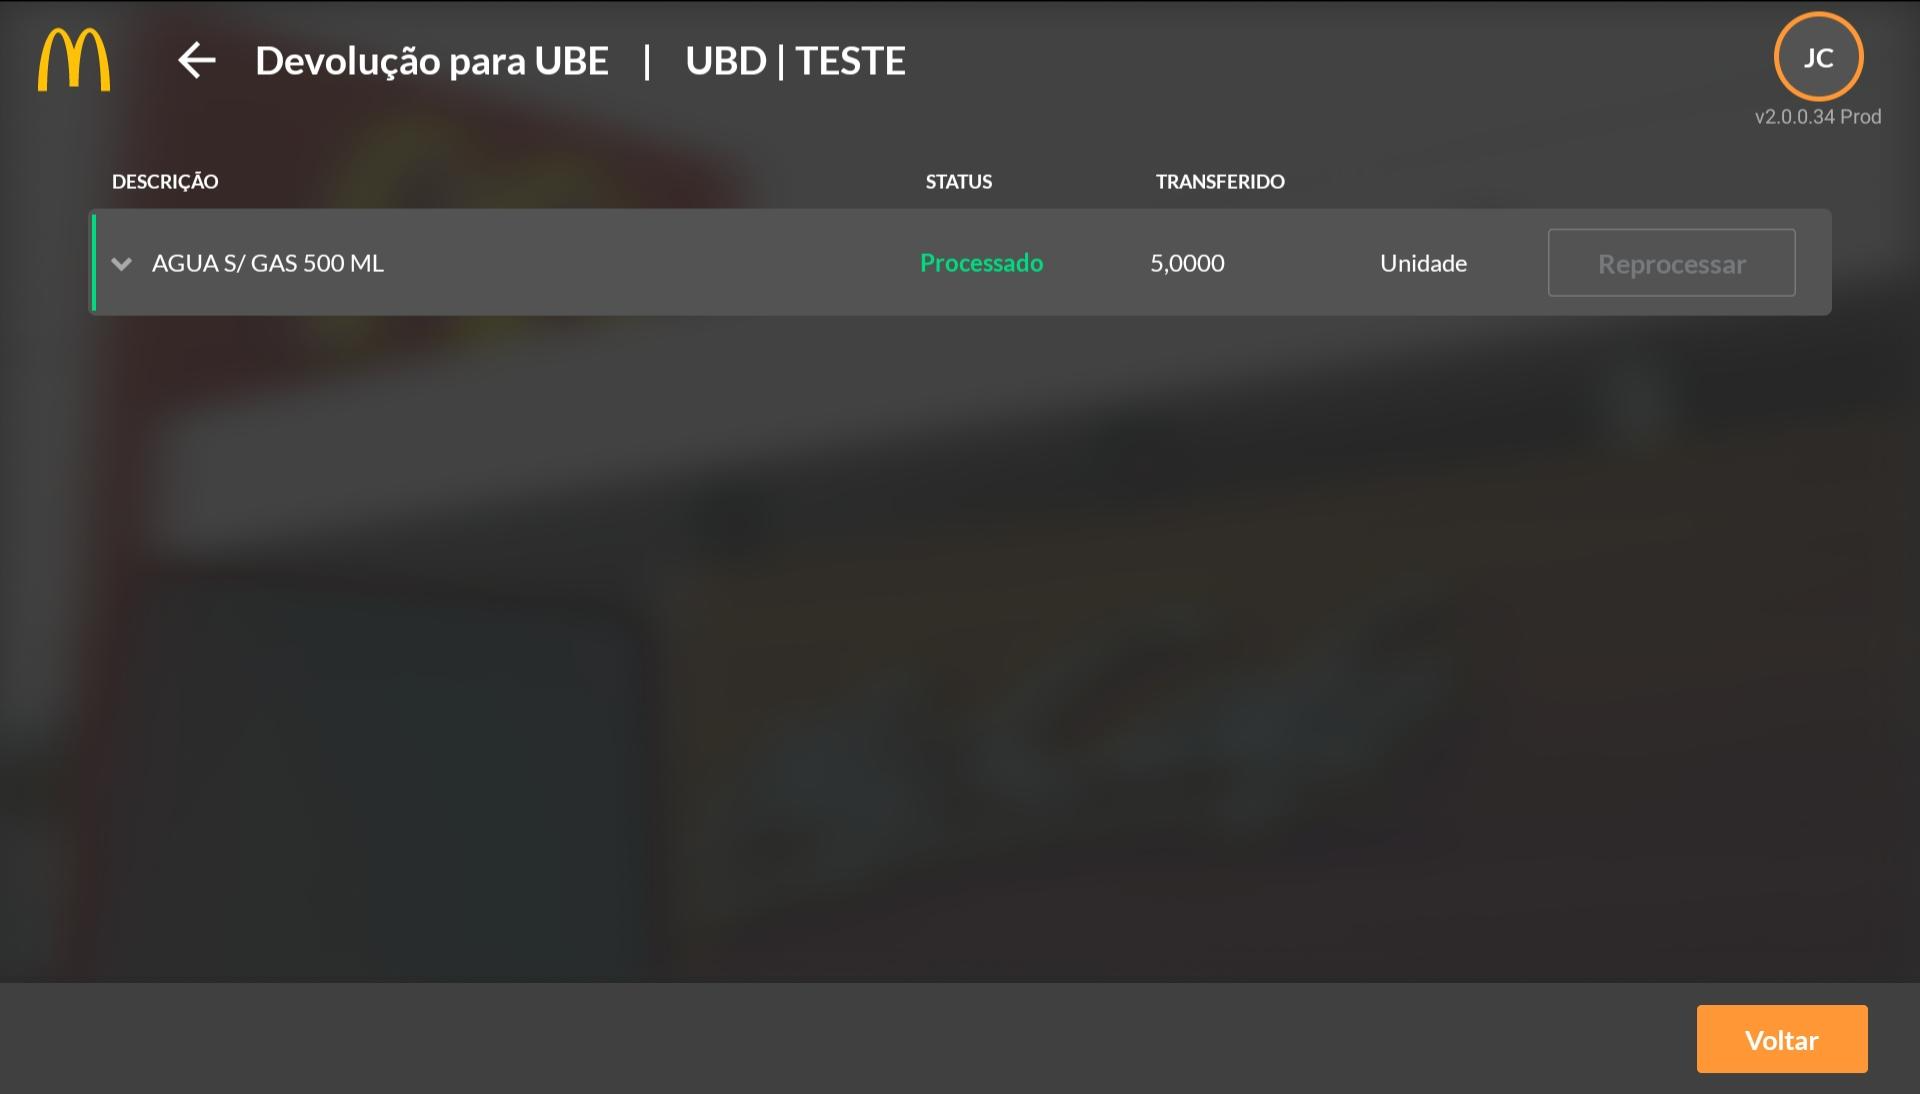 Devolução para UBE | UBD | TESTE
JC
v2.0.0.34 Prod
DESCRIÇÃO STATUS TRANSFERIDO
AGUA S/ GAS 500 ML Processado 5,0000 Unidade Reprocessar
Voltar